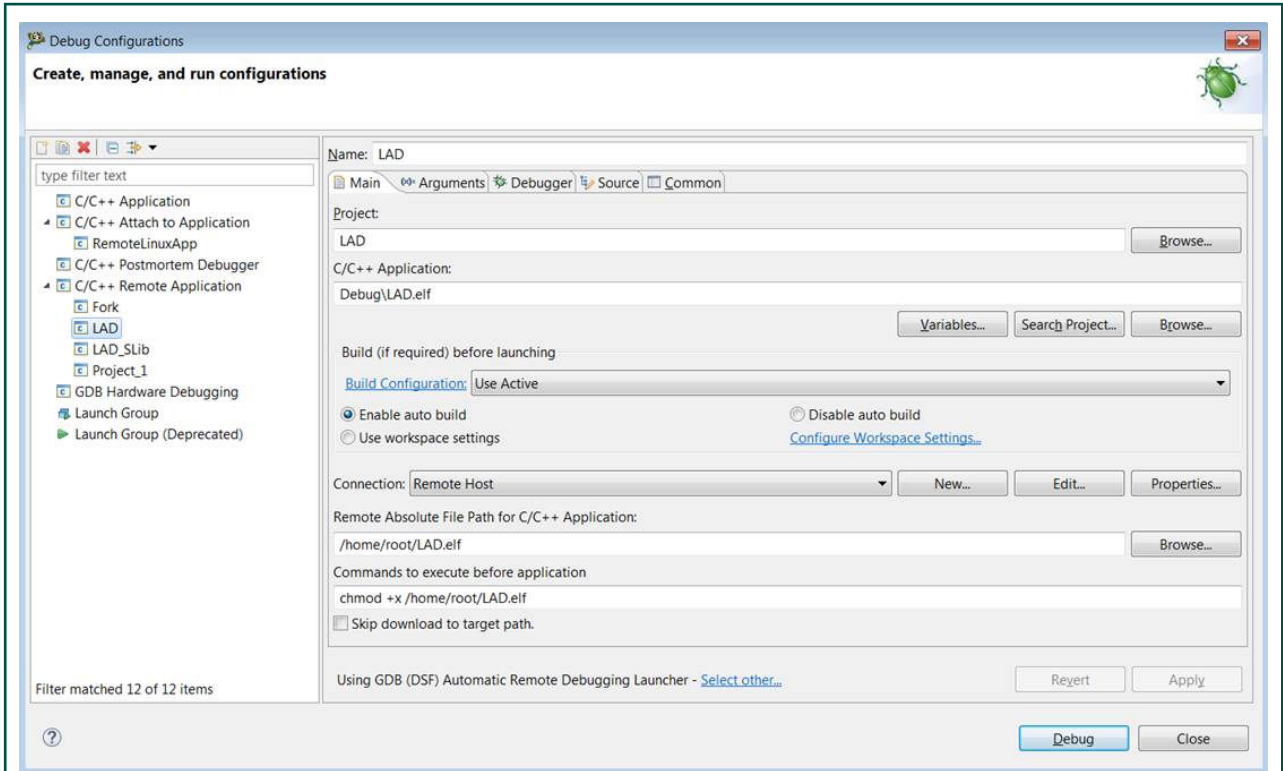 Debug Configurations
Create, manage, and run configurations
type filter text
C/C++ Application
C/C++ Attach to Application
RemoteLinuxApp
C/C++ Postmortem Debugger
C/C++ Remote Application
Fork
LAD
LAD_SLib
Project_1
GDB Hardware Debugging
Launch Group
Launch Group (Deprecated)
Filter matched 12 of 12 items
Name: LAD
Main Arguments Debugger Source Common
Project:
LAD Browse...
C/C++ Application:
Debug\LAD.elf
Variables... Search Project... Browse...
Build (if required) before launching
Build Configuration: Use Active
Enable auto build Disable auto build
Use workspace settings Configure Workspace Settings...
Connection: Remote Host New... Edit... Properties...
Remote Absolute File Path for C/C++ Application:
/home/root/LAD.elf Browse...
Commands to execute before application
chmod +x /home/root/LAD.elf
Skip download to target path.
Using GDB (DSF) Automatic Remote Debugging Launcher - Select other... Revert Apply
Debug Close